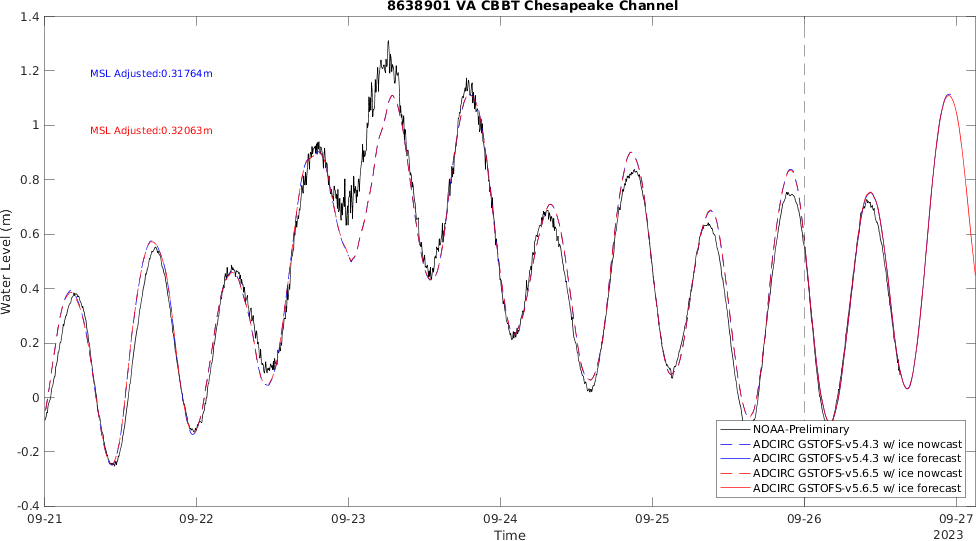 8638901 VA CBBT Chesapeake Channel
1.4
1.2
1
0.8
0.6
0.4
0.2
0
-0.2
-0.4
Water Level (m)
MSL Adjusted:0.31764m
MSL Adjusted:0.32063m
NOAA-Preliminary
ADCIRC GSTOFS-v5.4.3 w/ ice nowcast
ADCIRC GSTOFS-v5.4.3 w/ ice forecast
ADCIRC GSTOFS-v5.6.5 w/ ice nowcast
ADCIRC GSTOFS-v5.6.5 w/ ice forecast
09-21 09-22 09-23 09-24 09-25 09-26 09-27
Time 2023